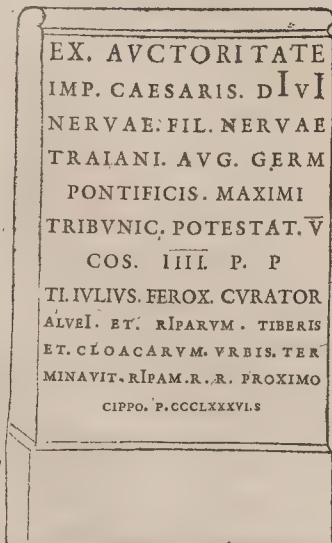 EX. AVCTORITATE
IMP. CAESARIS. DIVI
NERVAE. FIL. NERVAE
TRAIANI. AVG. GERM
PONTIFICIS. MAXIMI
TRIBVNIC. POTESTAT. V̅
COS. I̅I̅I̅I̅. P. P
TI. IVLIVS. FEROX. CVRATOR
ALVEI. ET. RIPARVM. TIBERIS
ET. CLOACARVM. VRBIS. TER
MINAVIT. RIPAM. R. R. PROXIMO
CIPPO. P. CCCLXXXVI.S